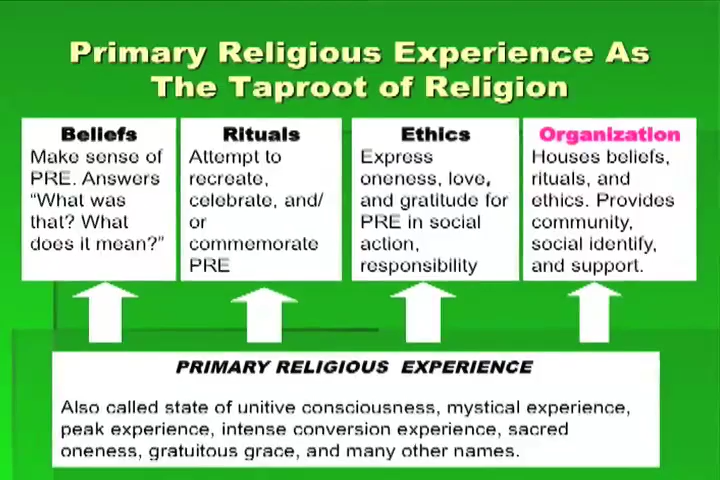 Primary Religious Experience As
The Taproot of Religion
Beliefs
Make sense of
PRE. Answers
“What was
that? What
does it mean?”
Rituals
Attempt to
recreate,
celebrate, and/
or
commemorate
PRE
Ethics
Express
oneness, love,
and gratitude for
PRE in social
action,
responsibility
Organization
Houses beliefs,
rituals, and
ethics. Provides
community,
social identify,
and support.
PRIMARY RELIGIOUS EXPERIENCE
Also called state of unitive consciousness, mystical experience,
peak experience, intense conversion experience, sacred
oneness, gratuitous grace, and many other names.